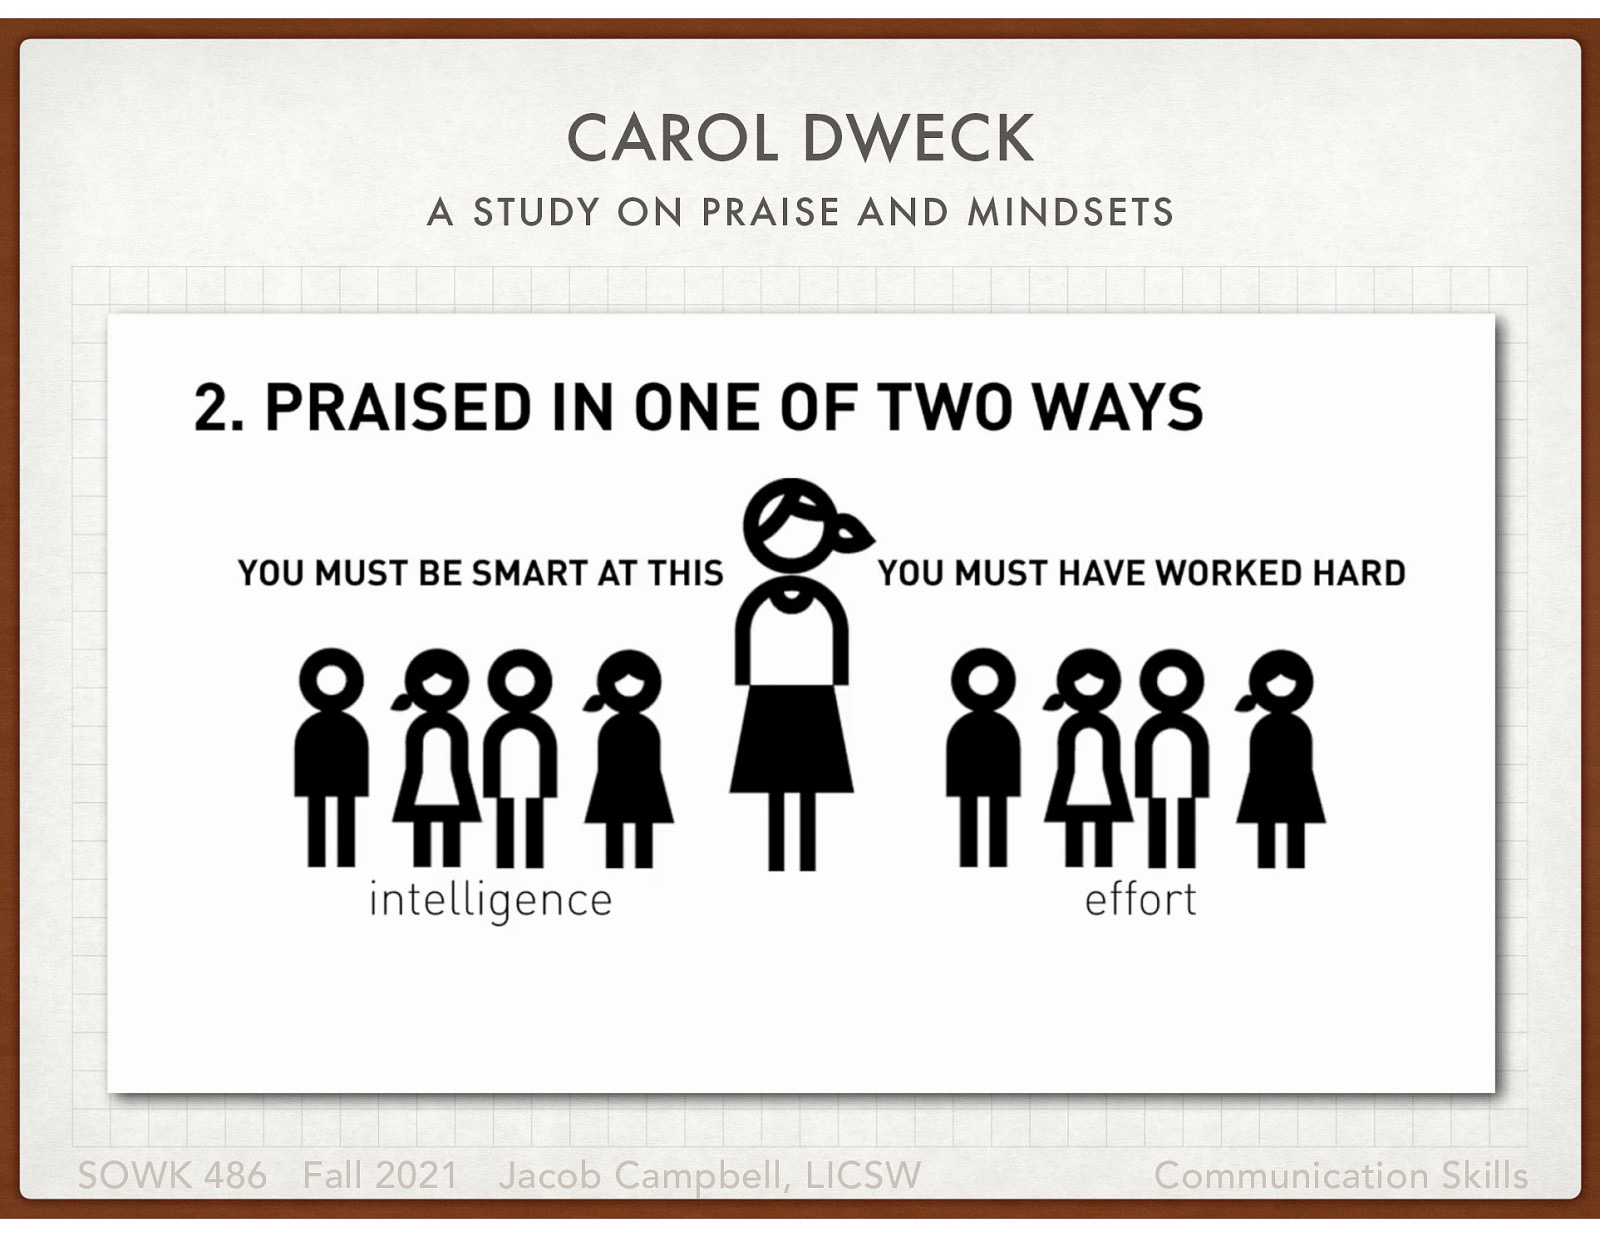 CAROL DWECK
A STUDY ON PRAISE AND MINDSETS
2. PRAISED IN ONE OF TWO WAYS
YOU MUST BE SMART AT THIS
YOU MUST HAVE WORKED HARD
intelligence
effort
SOWK 486 Fall 2021 Jacob Campbell, LICSW
Communication Skills